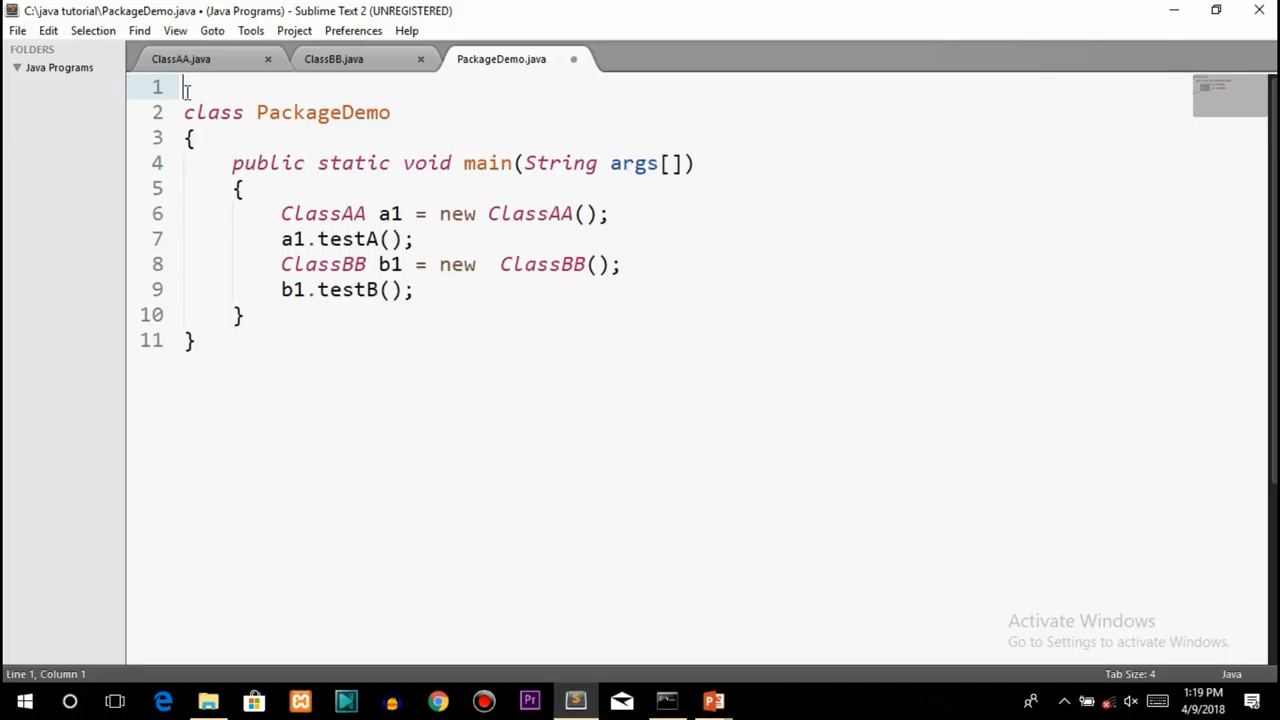 C:\java tutorial\PackageDemo.java • (Java Programs) - Sublime Text 2 (UNREGISTERED)
File Edit Selection Find View Goto Tools Project Preferences Help
FOLDERS
Java Programs
ClassAA.java × ClassBB.java × PackageDemo.java
1
2 class PackageDemo
3 {
4 public static void main(String args[])
5 {
6 ClassAA a1 = new ClassAA();
7 a1.testA();
8 ClassBB b1 = new  ClassBB();
9 b1.testB();
10 }
11 }
Activate Windows
Go to Settings to activate Windows.
Line 1, Column 1 Tab Size: 4 Java
Pr S
1:19 PM
4/9/2018